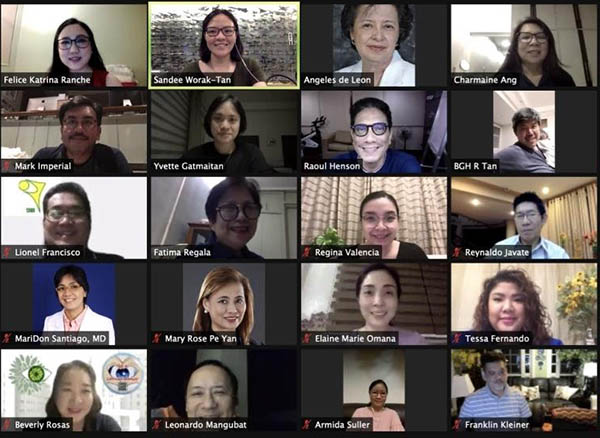 Felice Katrina Ranche
Sandee Worak-Tan
Angeles de Leon
Charmaine Ang
Mark Imperial
Yvette Gatmaitan
Raoul Henson
BGH R Tan
Lionel Francisco
Fatima Regala
Regina Valencia
Reynaldo Javate
MariDon Santiago, MD
Mary Rose Pe Yan
Elaine Marie Omana
Tessa Fernando
Beverly Rosas
Leonardo Mangubat
Armida Suller
Franklin Kleiner